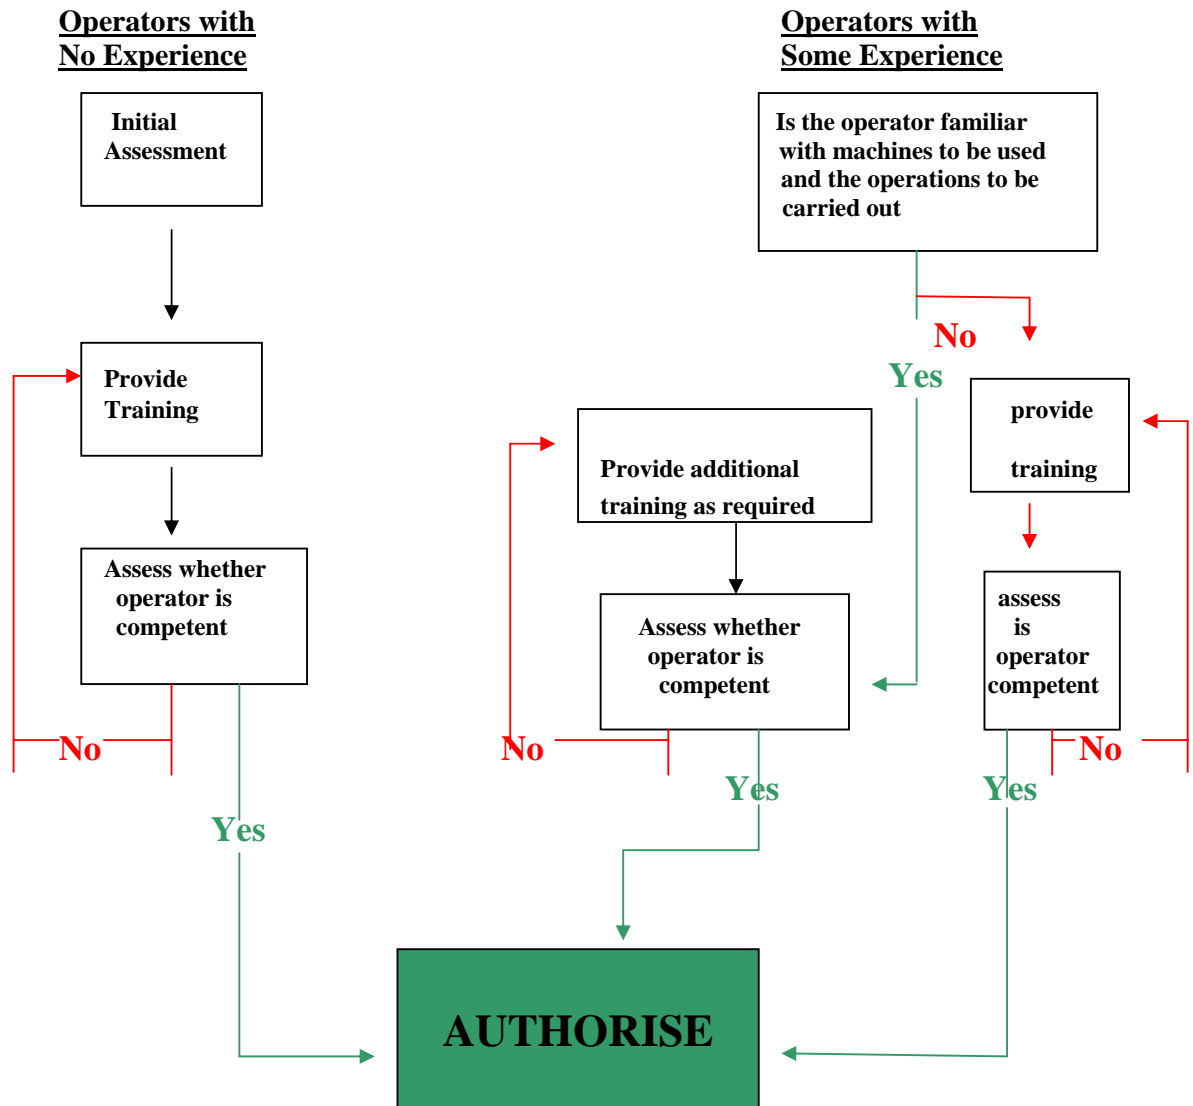 Operators with
No Experience
Initial
Assessment
Provide
Training
Assess whether
operator is
competent
No
Yes
Operators with
Some Experience
Is the operator familiar
with machines to be used
and the operations to be
carried out
No
Yes
Provide additional
training as required
Assess whether
operator is
competent
No
Yes
provide
training
assess
is
operator
competent
Yes
No
AUTHORISE